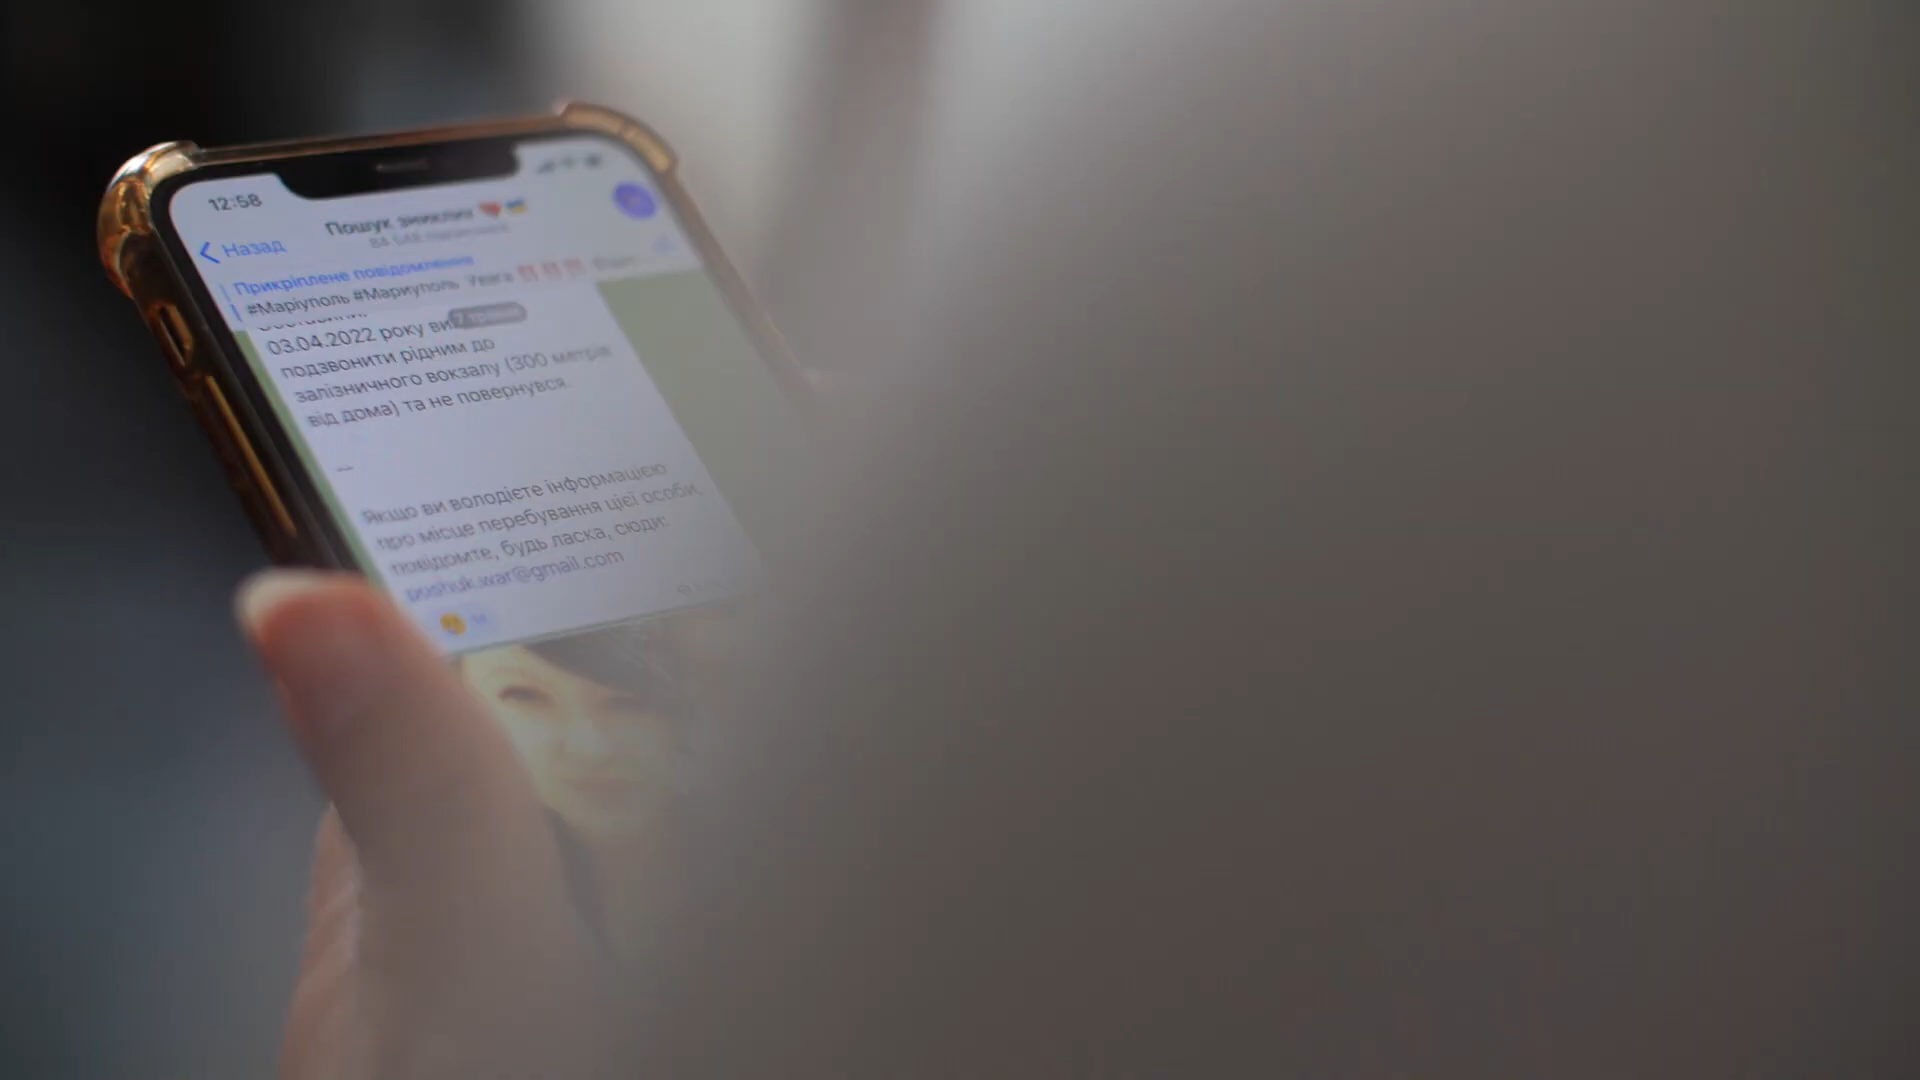 12:58
Пошук зниклих
Назад
Прикріплене повідомлення
#Маріуполь #Мариуполь Увага
7 травня
03.04.2022 року ви
подзвонити рідним до
залізничного вокзалу (300 метрів
від дома) та не повернувся.
—
Якщо ви володієте інформацією
про місце перебування цієї особи,
повідомте, будь ласка, сюди:
poshuk.war@gmail.com